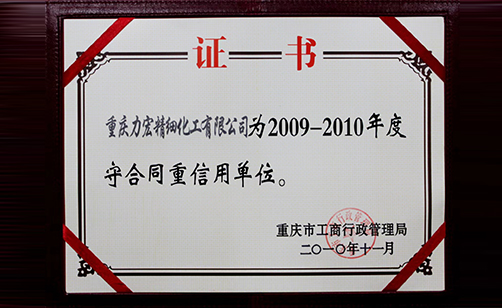 证书
重庆力宏精细化工有限公司为2009-2010年度
守合同重信用单位。
重庆市工商行政管理局
二〇一〇年十一月